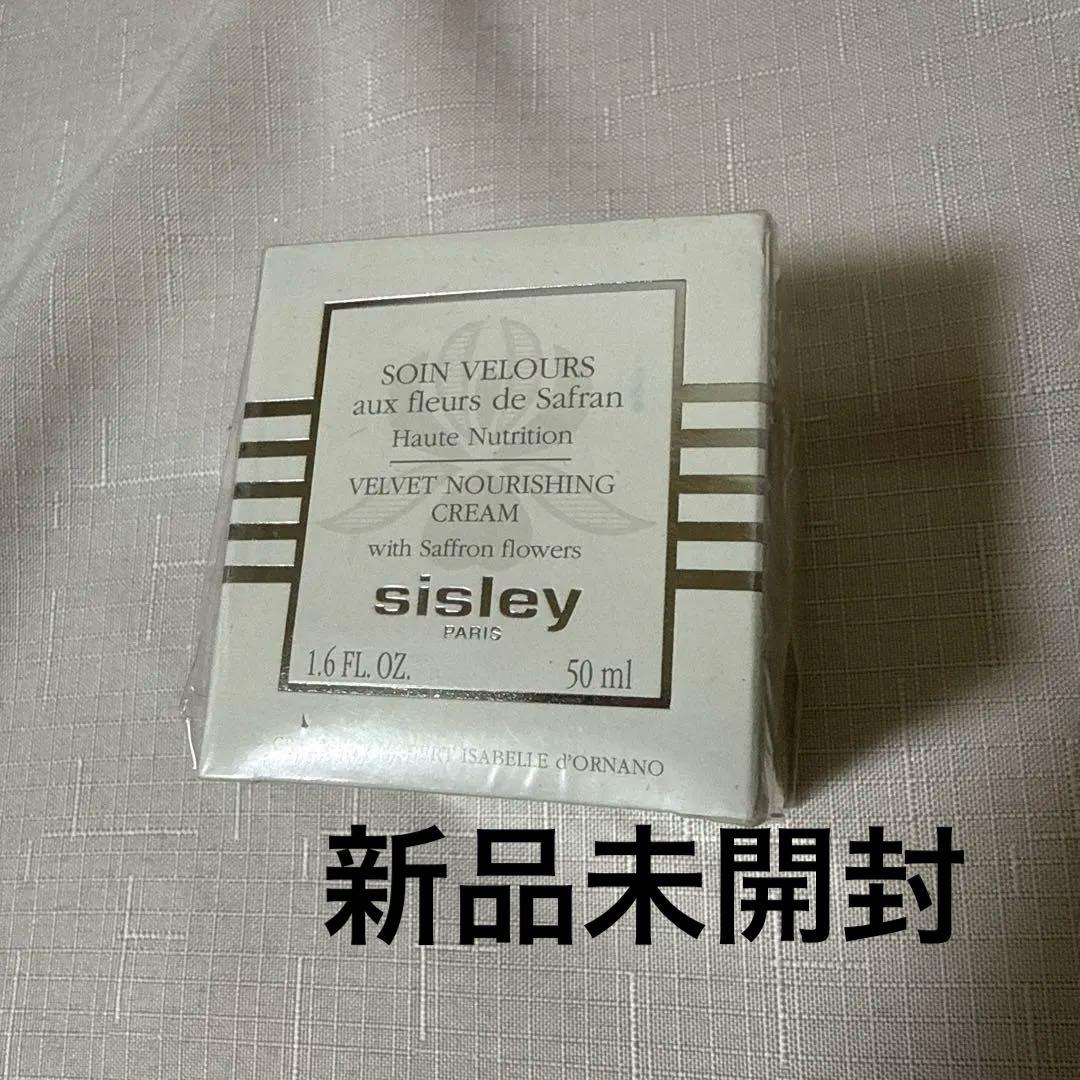 SOIN VELOURS
aux fleurs de Safran
Haute Nutrition
VELVET NOURISHING
CREAM
with Saffron flowers
sisley
PARIS
1.6 FL. OZ. 50 ml
ISABELLE d'ORNANO
新品未開封